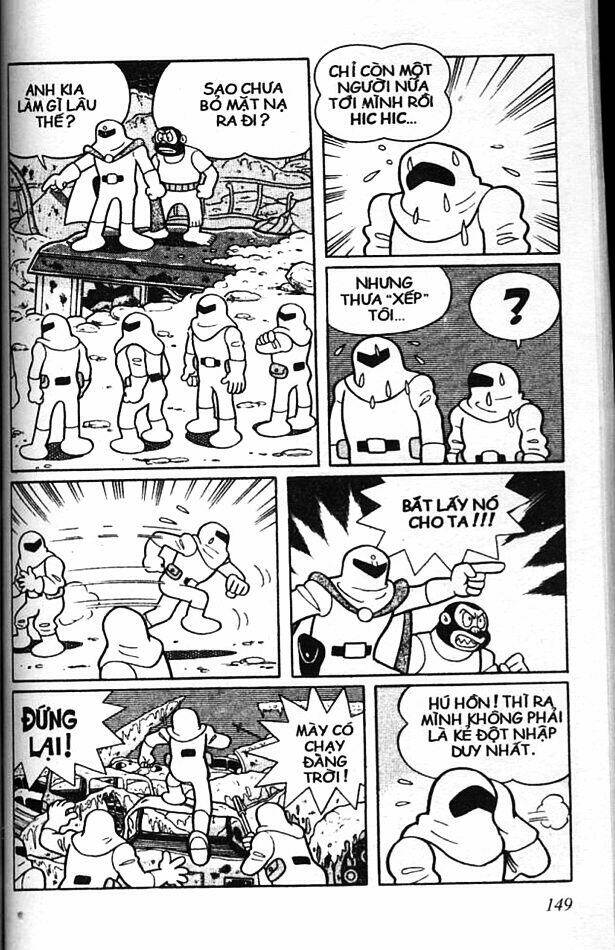 ANH KIA
LÀM GÌ LÂU
THẾ?
SAO CHƯA
BỎ MẶT NẠ
RA ĐI?
CHỈ CÒN MỘT
NGƯỜI NỮA
TỚI MÌNH RỒI
HIC HIC...
NHƯNG
THƯA “XẾP”
TÔI...
?
BẮT LẤY NÓ
CHO TA!!!
ĐỨNG
LẠI!
MÀY CÓ
CHẠY
ĐẰNG
TRỜI!
HÚ HỒN! THÌ RA
MÌNH KHÔNG PHẢI
LÀ KẺ ĐỘT NHẬP
DUY NHẤT.
149